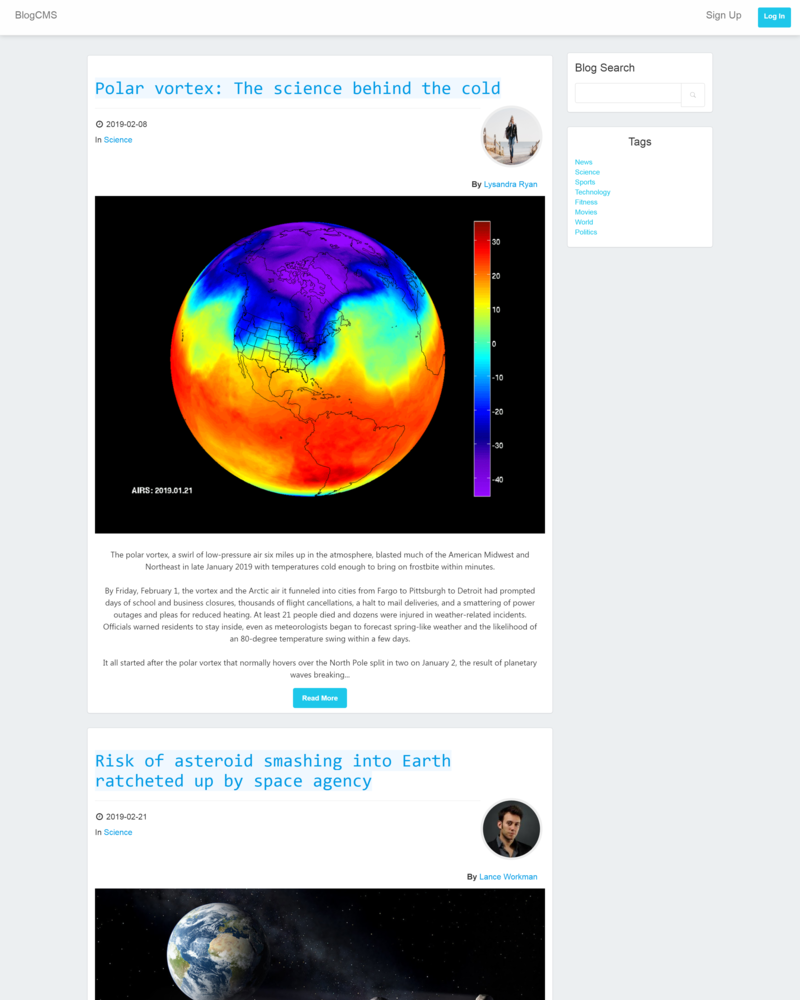 BlogCMS
Sign Up
Log In
Polar vortex: The science behind the cold
2019-02-08
In Science
By Lysandra Ryan
30
20
10
0
-10
-20
-30
-40
AIRS: 2019.01.21
The polar vortex, a swirl of low-pressure air six miles up in the atmosphere, blasted much of the American Midwest and
Northeast in late January 2019 with temperatures cold enough to bring on frostbite within minutes.
By Friday, February 1, the vortex and the Arctic air it funneled into cities from Fargo to Pittsburgh to Detroit had prompted
days of school and business closures, thousands of flight cancellations, a halt to mail deliveries, and a smattering of power
outages and pleas for reduced heating. At least 21 people died and dozens were injured in weather-related incidents.
Officials warned residents to stay inside, even as meteorologists began to forecast spring-like weather and the likelihood of
an 80-degree temperature swing within a few days.
It all started after the polar vortex that normally hovers over the North Pole split in two on January 2, the result of planetary
waves breaking...
Read More
Risk of asteroid smashing into Earth
ratcheted up by space agency
2019-02-21
In Science
By Lance Workman
Blog Search
Tags
News
Science
Sports
Technology
Fitness
Movies
World
Politics